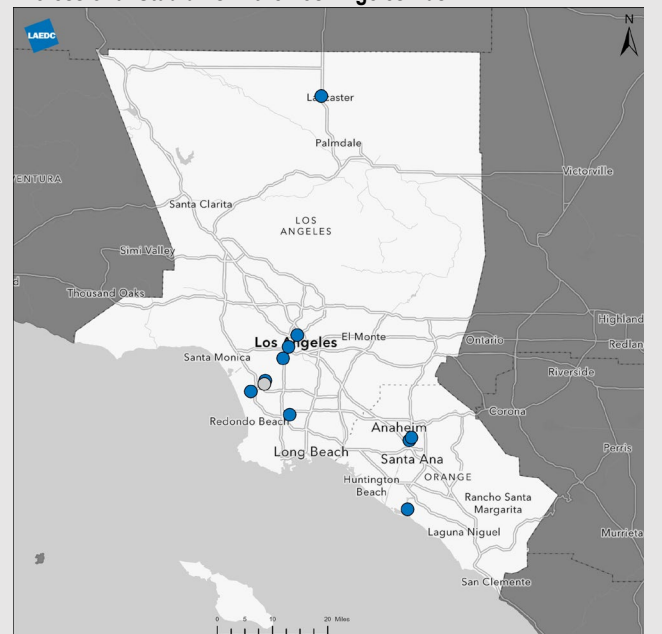 LAEDC
N
Lancaster
Palmdale
VENTURA
Victorville
Santa Clarita
LOS
ANGELES
Simi Valley
Thousand Oaks
Highland
Los Angeles
El Monte
Ontario
Redlan
Santa Monica
Riverside
Corona
Redondo Beach
Anaheim
Perris
Long Beach
Santa Ana
Huntington
Beach
ORANGE
Rancho Santa
Margarita
Laguna Niguel
Murrieta
San Clemente
0 5 10 20 Miles